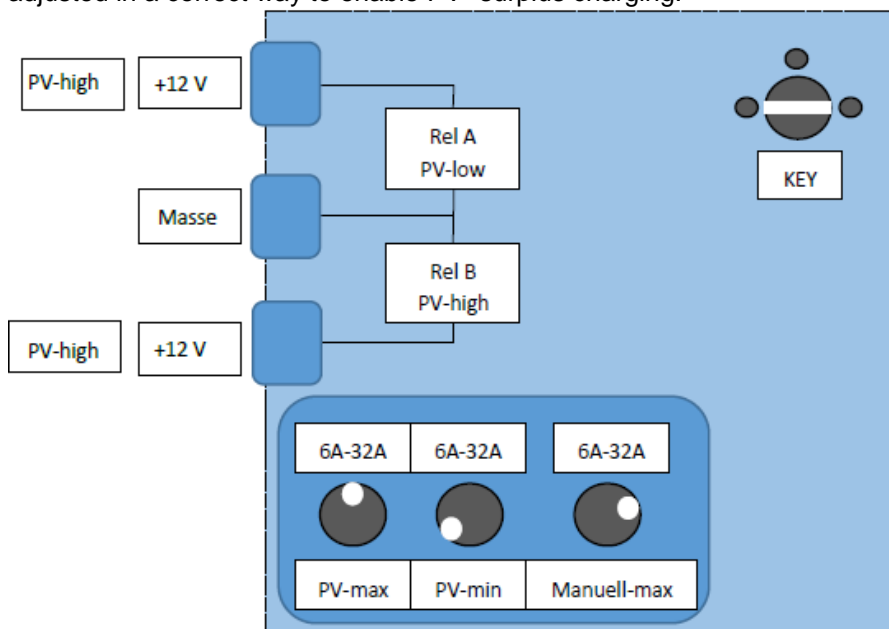 adjusted in a correct way to enable PV-surplus charging.
PV-high
+12 V
Rel A
PV-low
KEY
Masse
Rel B
PV-high
PV-high
+12 V
6A-32A
6A-32A
6A-32A
PV-max
PV-min
Manuell-max